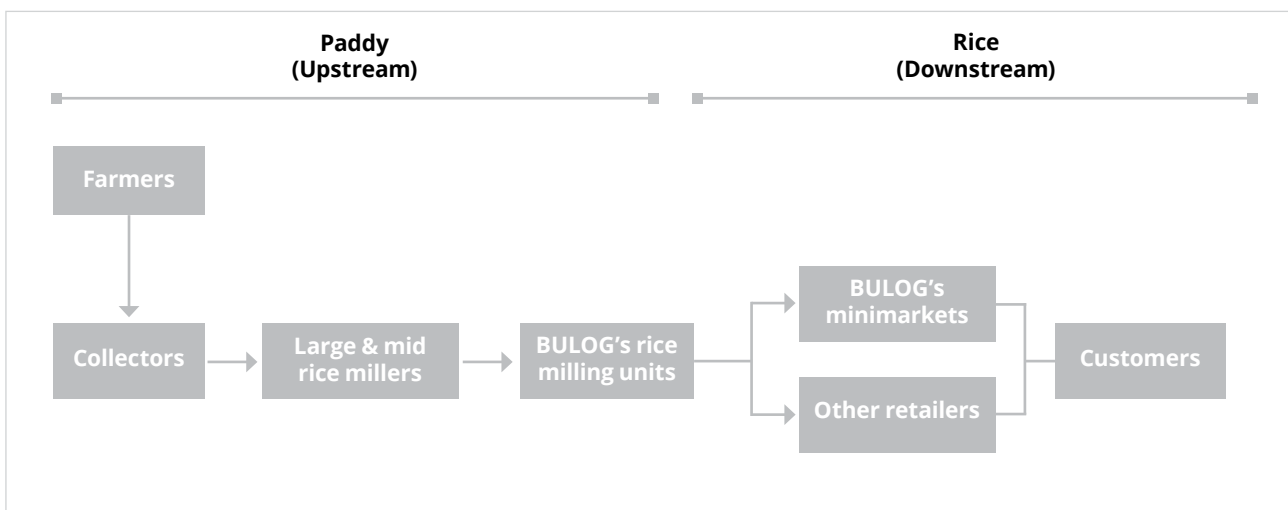 Paddy
(Upstream)
Rice
(Downstream)
Farmers
Collectors
Large & mid
rice millers
BULOG's rice
milling units
BULOG's
minimarkets
Other retailers
Customers